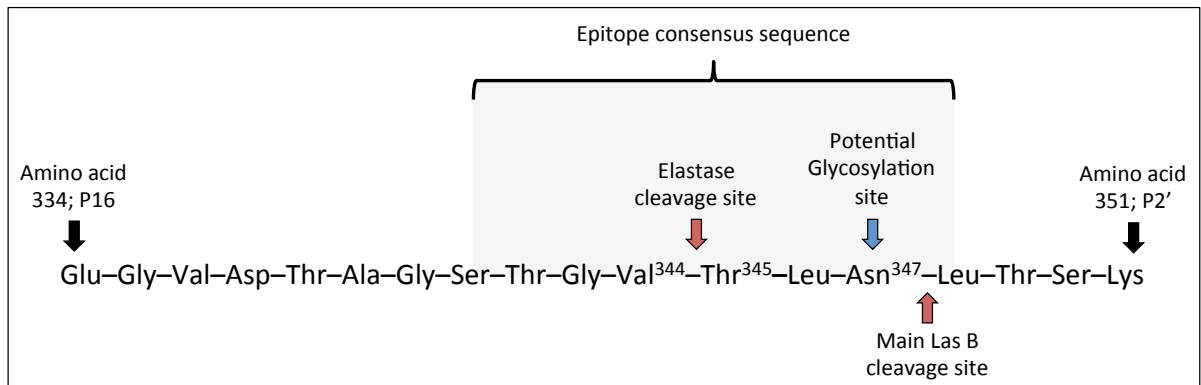 Epitope consensus sequence
Amino acid
334; P16
Elastase
cleavage site
Potential
Glycosylation
site
Amino acid
351; P2’
Glu–Gly–Val–Asp–Thr–Ala–Gly–Ser–Thr–Gly–Val³⁴⁴–Thr³⁴⁵–Leu–Asn³⁴⁷–Leu–Thr–Ser–Lys
Main Las B
cleavage site